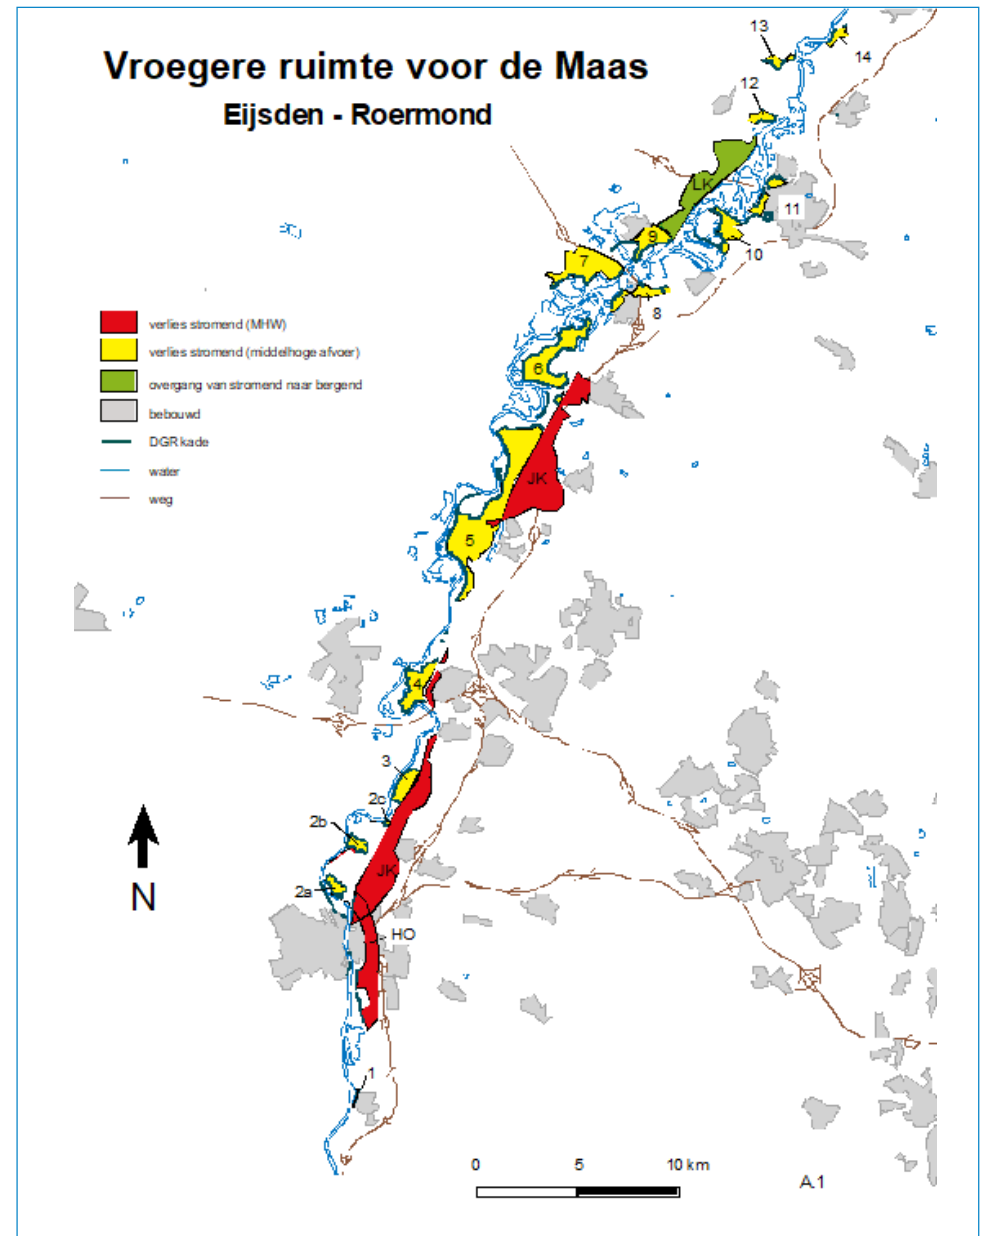 Vroegere ruimte voor de Maas
Eijsden - Roermond
13
14
12
LK
11
9
10
7
8
verlies stromend (MHW)
verlies stromend (middelhoge afvoer)
overgang van stromend naar bergend
bebouwd
DGR kade
water
weg
6
JK
5
4
3
2c
2b
JK
2a
N
HO
1
0 5 10 km
A.1